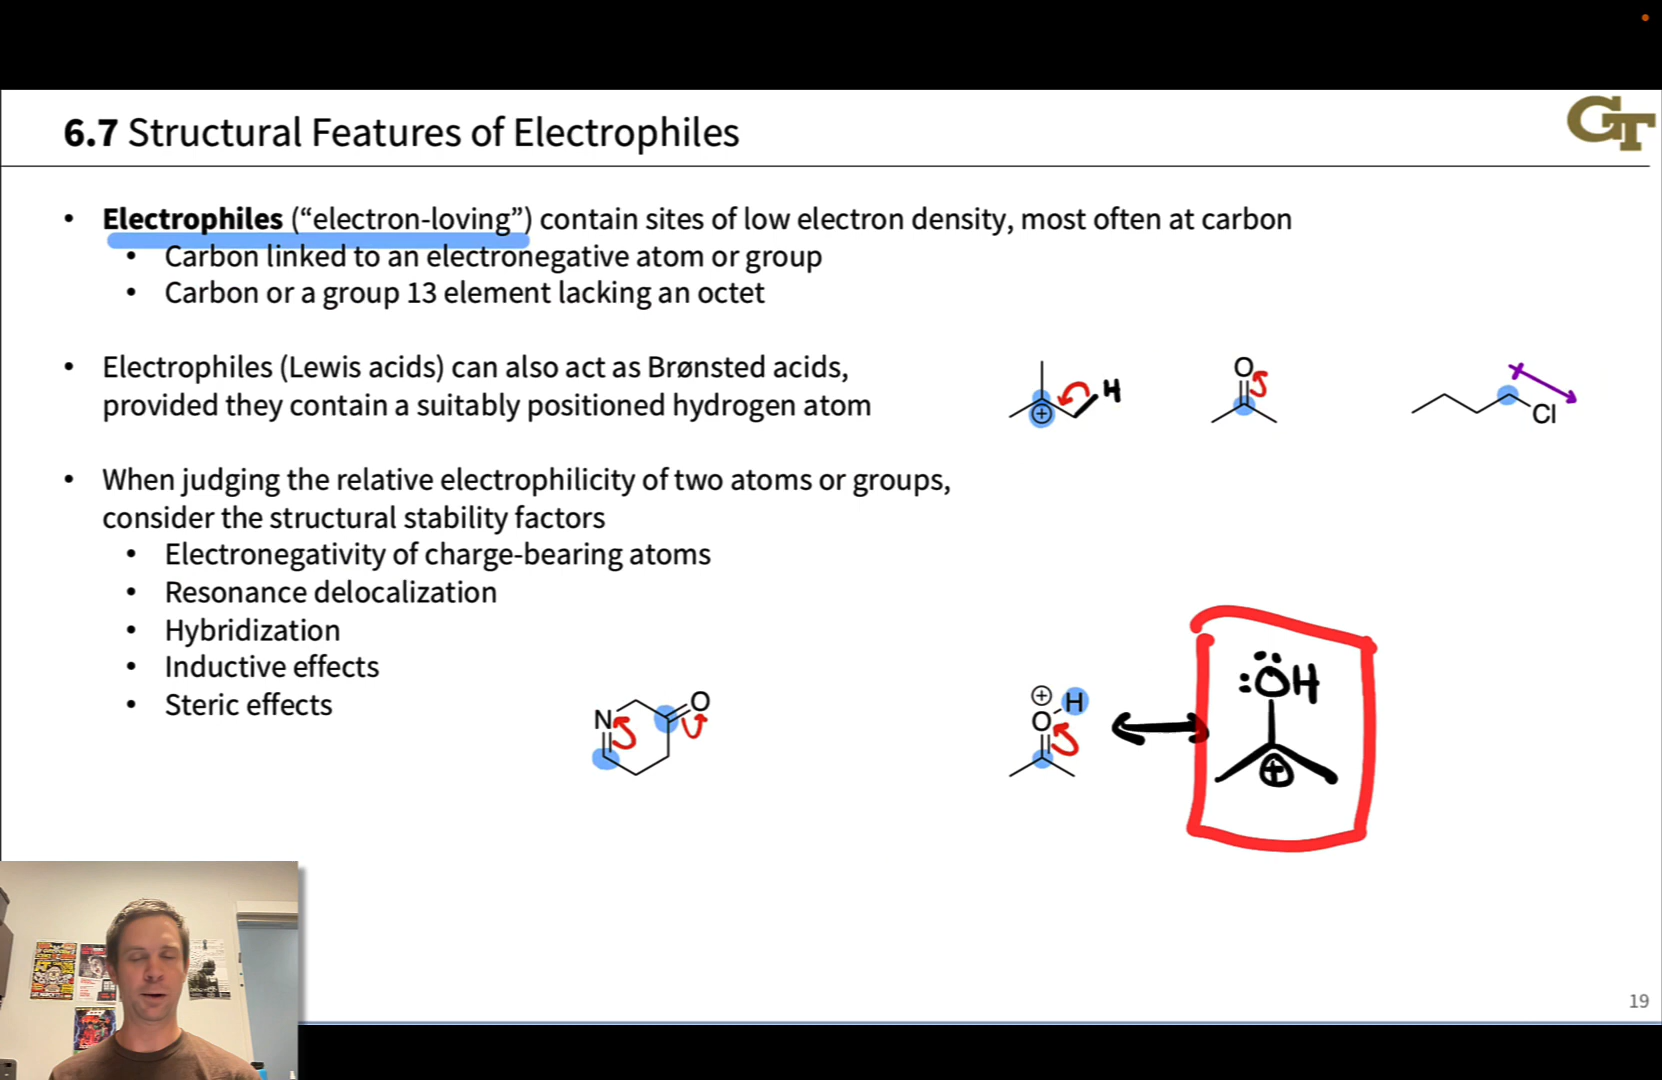 6.7 Structural Features of Electrophiles
GT
• Electrophiles (“electron-loving”) contain sites of low electron density, most often at carbon
• Carbon linked to an electronegative atom or group
• Carbon or a group 13 element lacking an octet
• Electrophiles (Lewis acids) can also act as Brønsted acids,
provided they contain a suitably positioned hydrogen atom
⊕ H
O
Cl
• When judging the relative electrophilicity of two atoms or groups,
consider the structural stability factors
• Electronegativity of charge-bearing atoms
• Resonance delocalization
• Hybridization
• Inductive effects
• Steric effects
N O
⊕ H
O
:ÖH
⊕
19